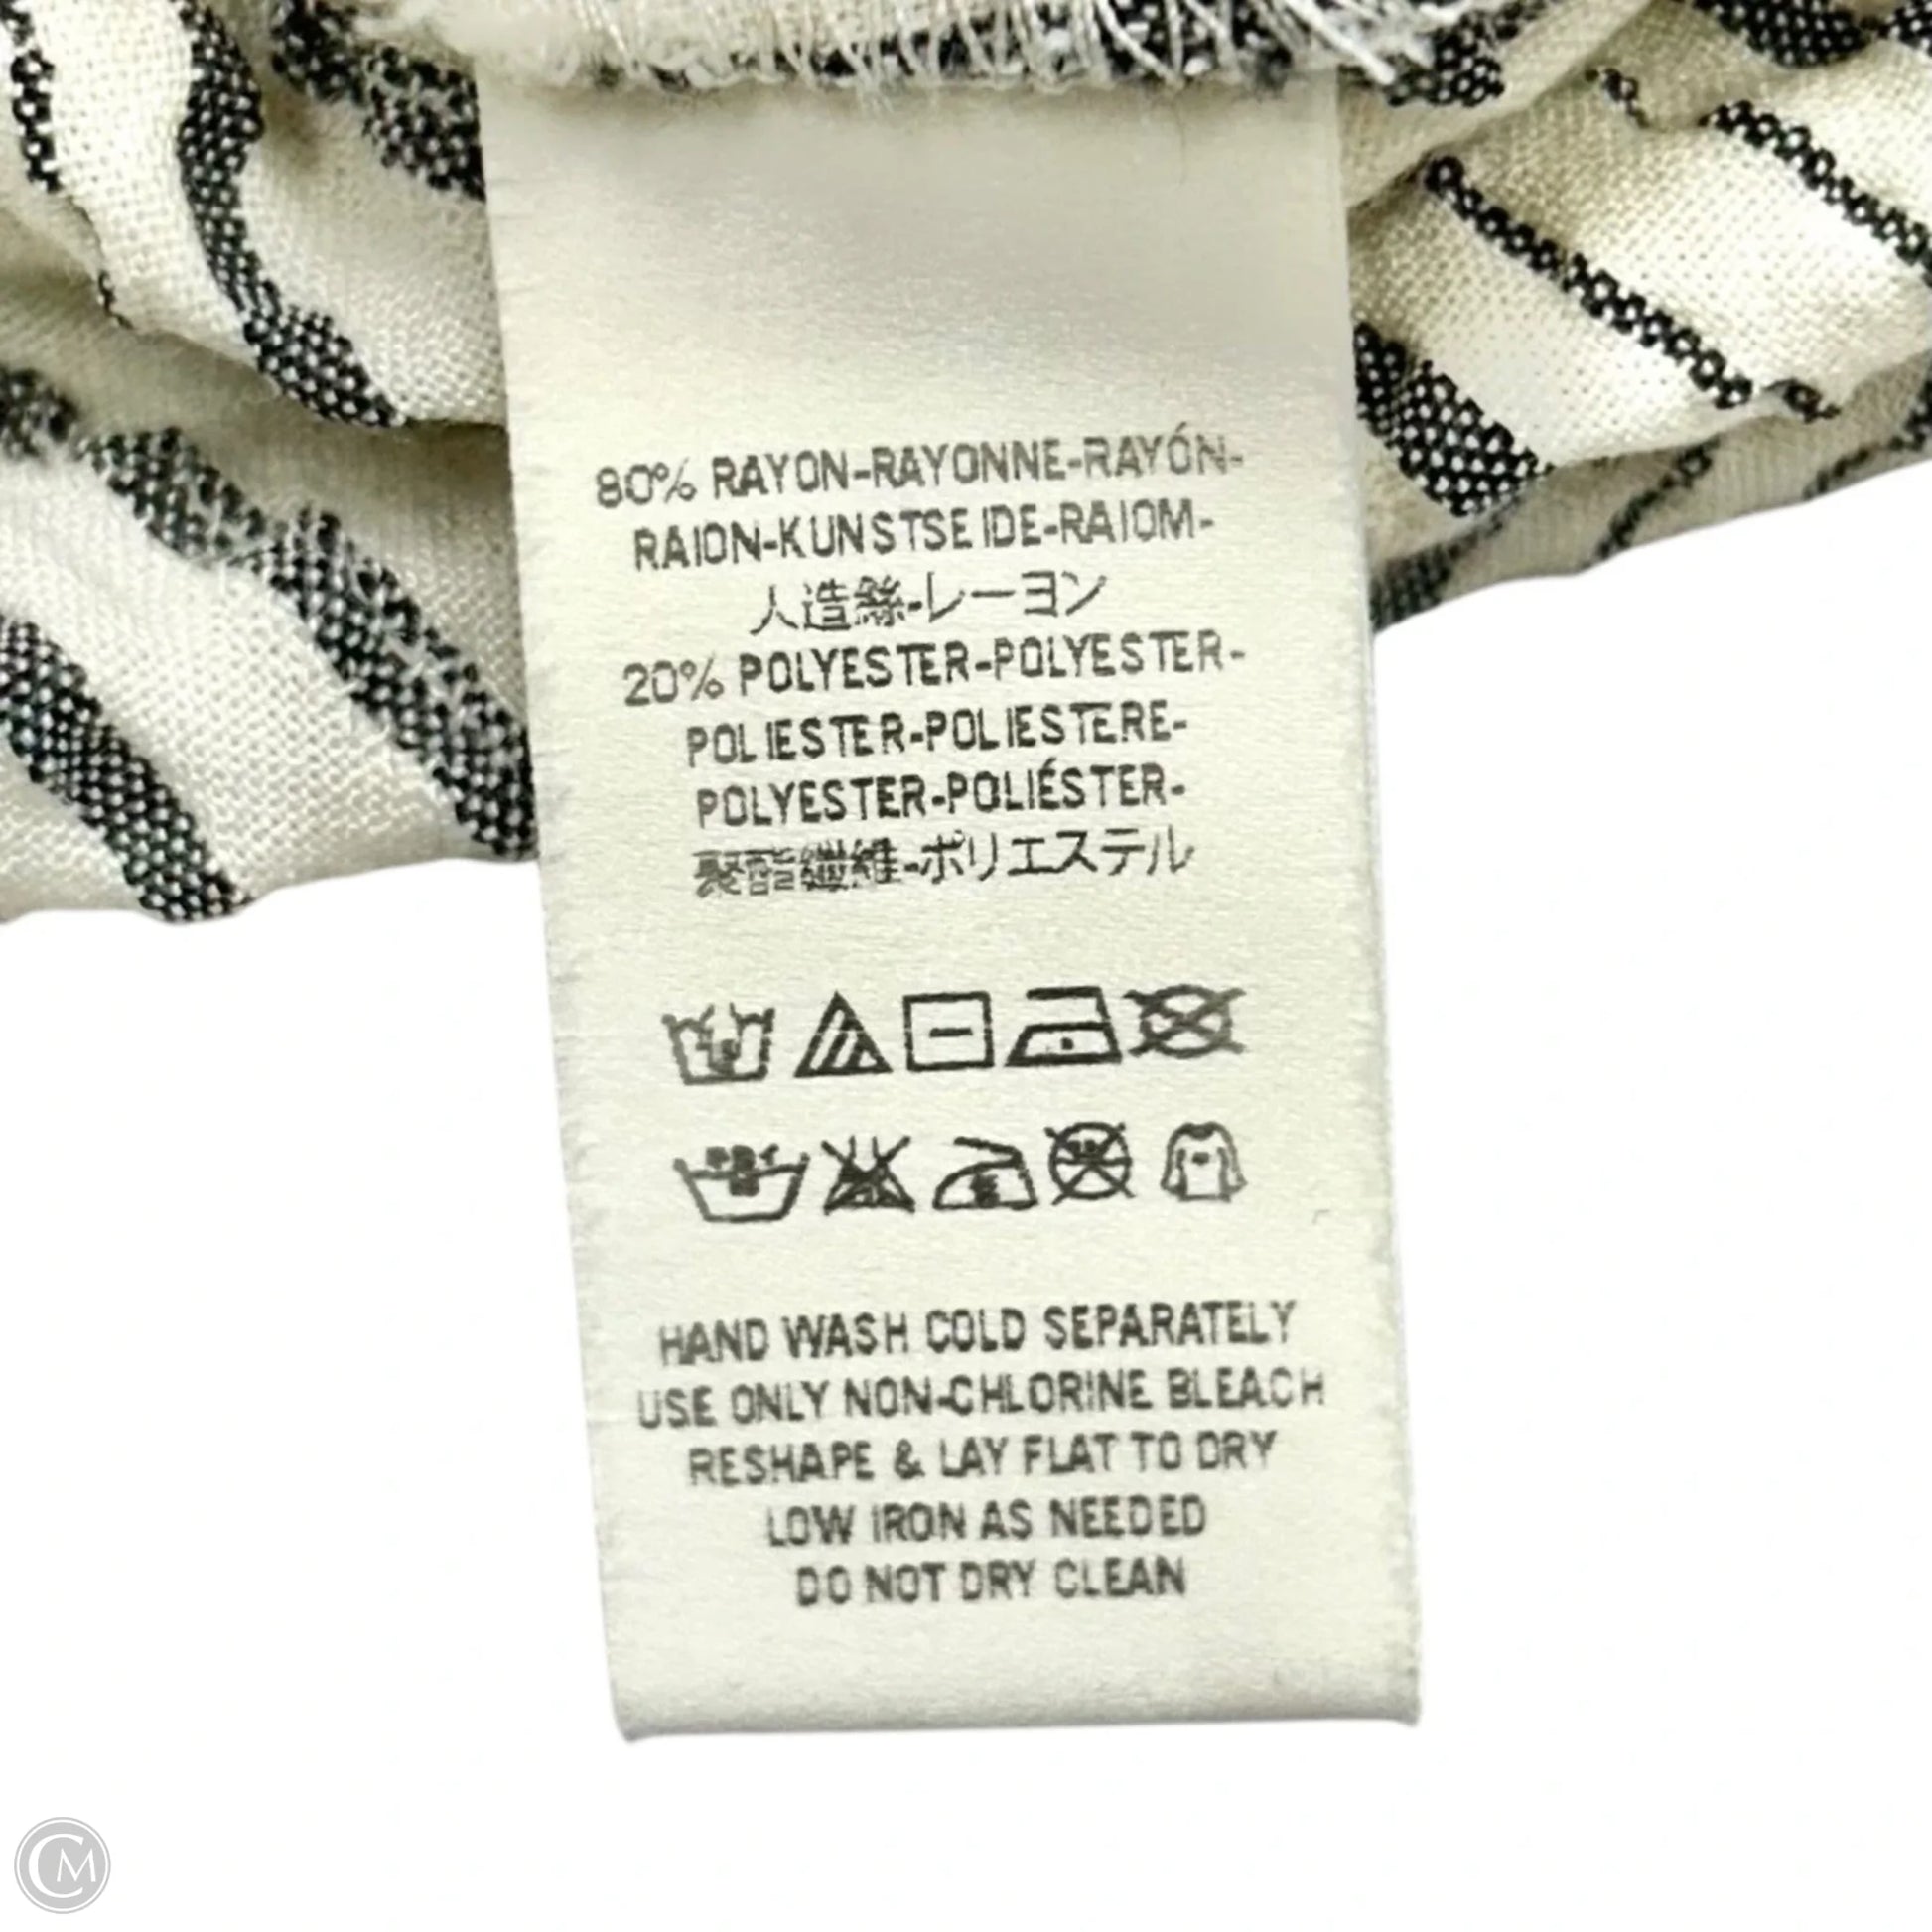 80% RAYON-RAYONNE-RAYÓN-
RAION-KUNSTSEIDE-RAIOM-
人造絲-レーヨン
20% POLYESTER-POLYESTER-
POLIESTER-POLIESTERE-
POLYESTER-POLIÉSTER-
聚酯纖維-ポリエステル
HAND WASH COLD SEPARATELY
USE ONLY NON-CHLORINE BLEACH
RESHAPE & LAY FLAT TO DRY
LOW IRON AS NEEDED
DO NOT DRY CLEAN
CM